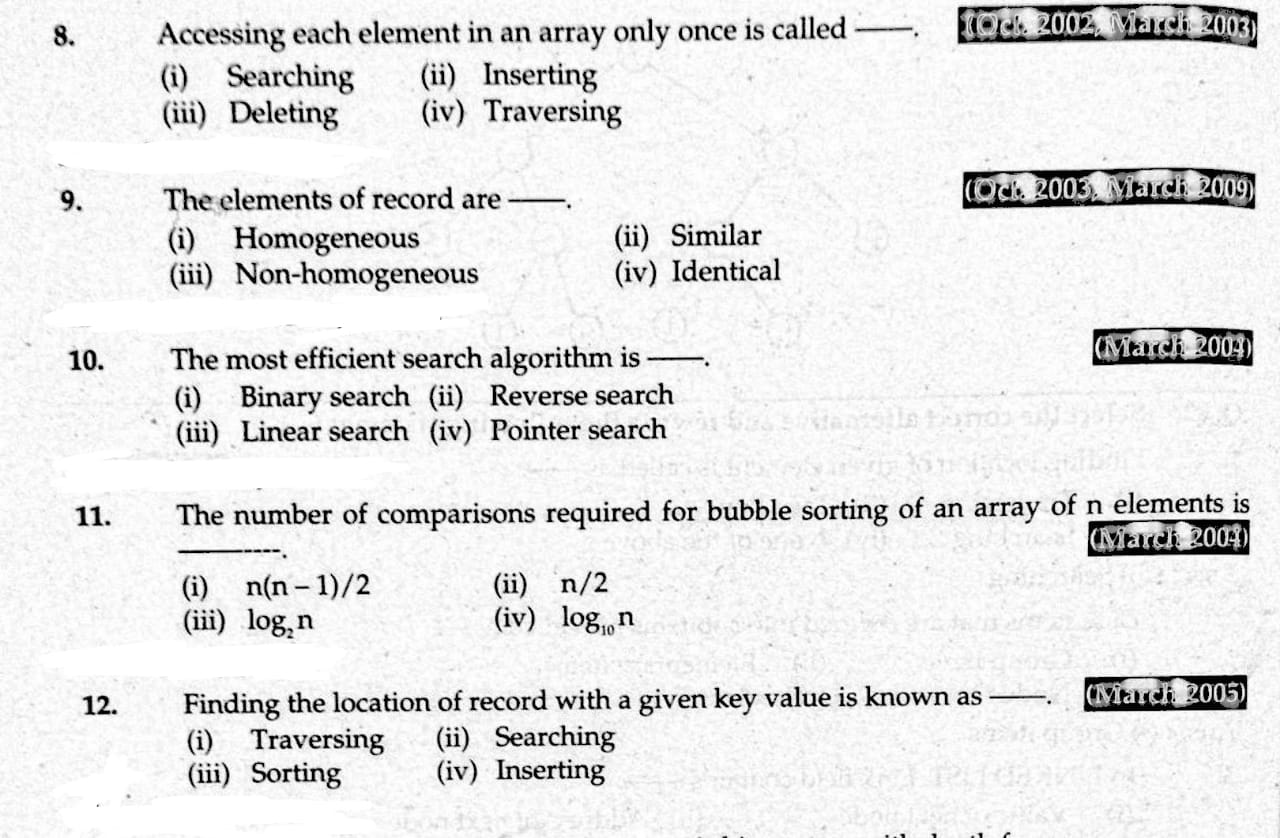 8. Accessing each element in an array only once is called ——. (Oct. 2002, March 2003)
(i) Searching (ii) Inserting
(iii) Deleting (iv) Traversing
9. The elements of record are ——. (Oct. 2003, March 2009)
(i) Homogeneous (ii) Similar
(iii) Non-homogeneous (iv) Identical
10. The most efficient search algorithm is ——. (March 2004)
(i) Binary search (ii) Reverse search
(iii) Linear search (iv) Pointer search
11. The number of comparisons required for bubble sorting of an array of n elements is
———. (March 2004)
(i) n(n – 1)/2 (ii) n/2
(iii) log₂n (iv) log₁₀n
12. Finding the location of record with a given key value is known as ——. (March 2005)
(i) Traversing (ii) Searching
(iii) Sorting (iv) Inserting